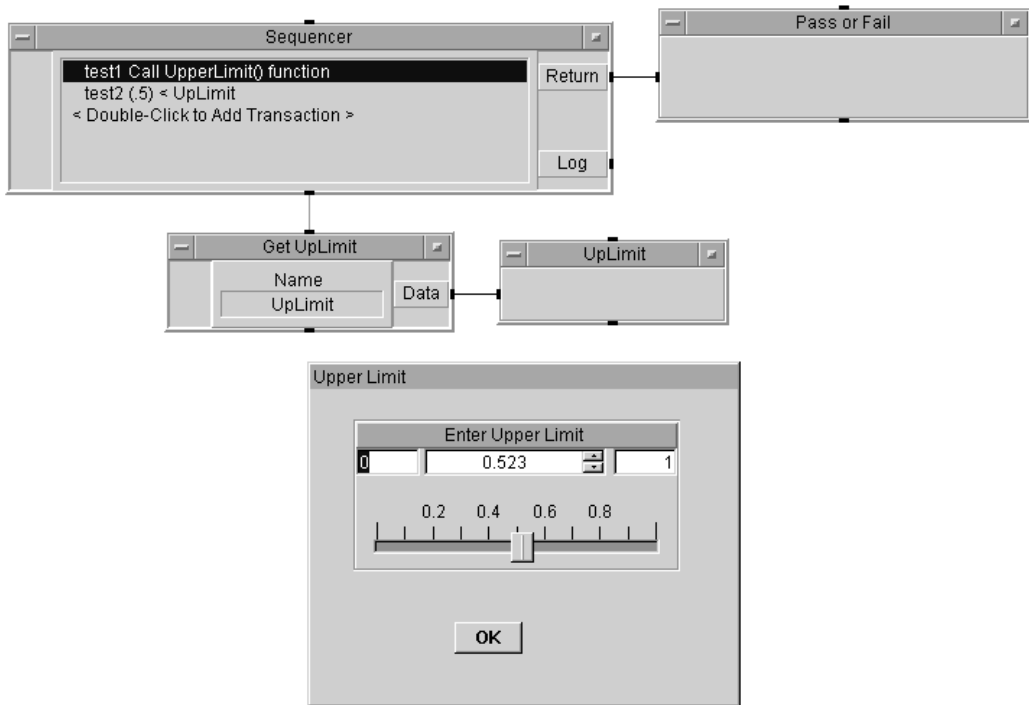 Sequencer
test1 Call UpperLimit() function
test2 (.5) < UpLimit
< Double-Click to Add Transaction >
Return
Log
Pass or Fail
Get UpLimit
Name
UpLimit
Data
UpLimit
Upper Limit
Enter Upper Limit
0 0.523 1
0.2 0.4 0.6 0.8
OK